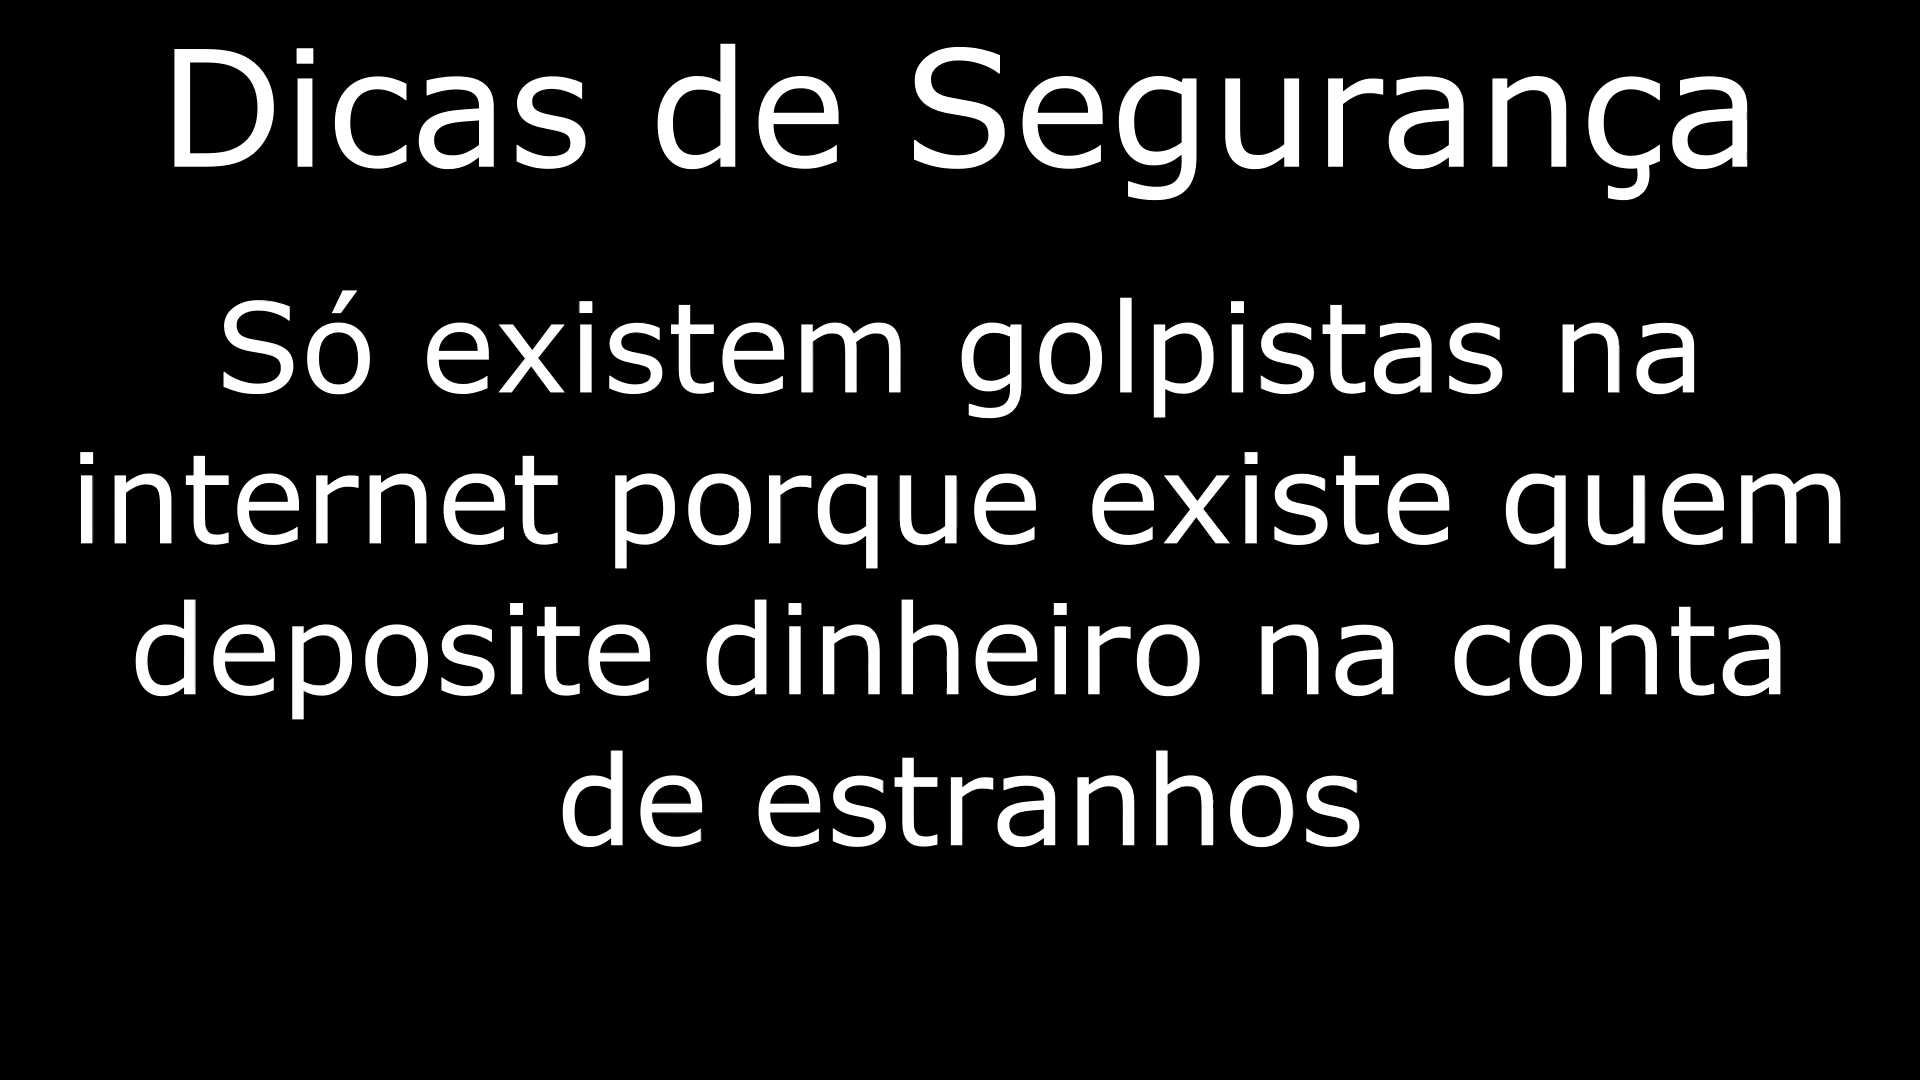 Dicas de Segurança
Só existem golpistas na
internet porque existe quem
deposite dinheiro na conta
de estranhos